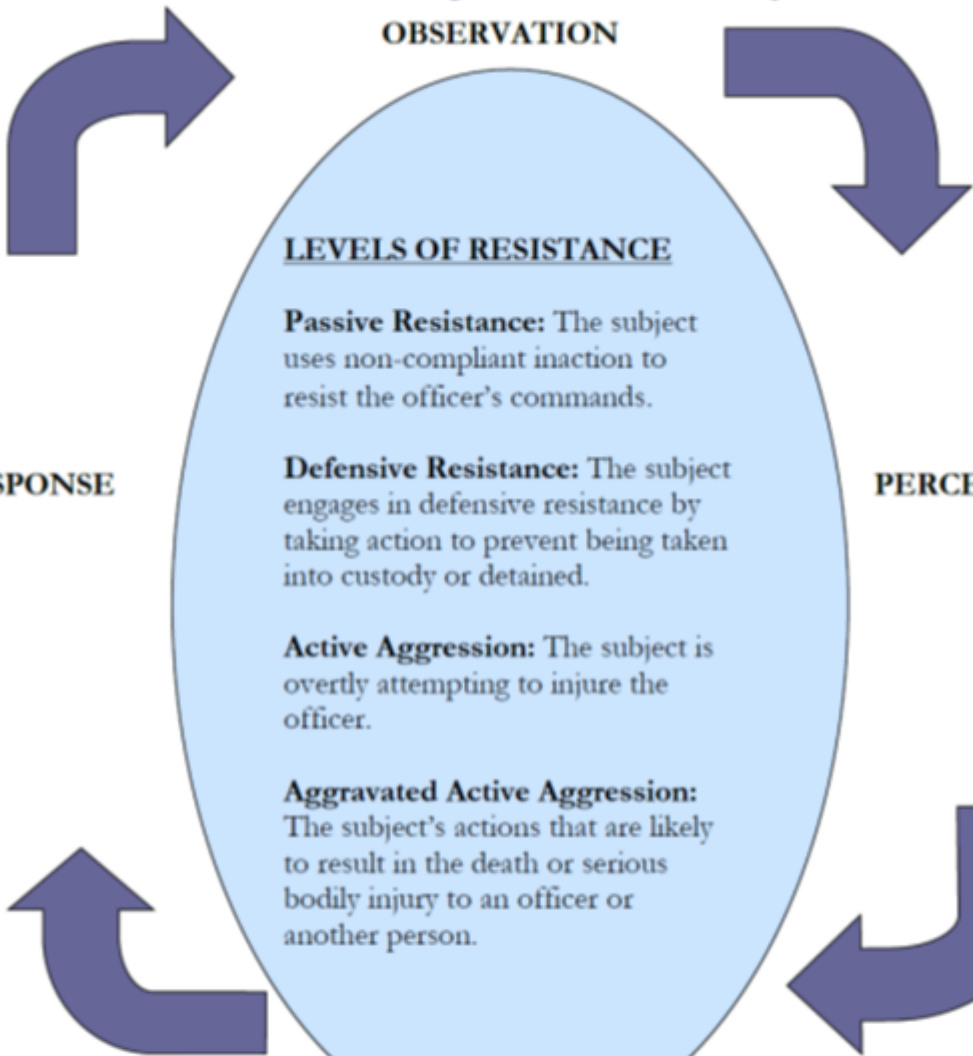 OBSERVATION
LEVELS OF RESISTANCE
Passive Resistance: The subject
uses non-compliant inaction to
resist the officer’s commands.
Defensive Resistance: The subject
engages in defensive resistance by
taking action to prevent being taken
into custody or detained.
SPONSE
PERCE
Active Aggression: The subject is
overtly attempting to injure the
officer.
Aggravated Active Aggression:
The subject’s actions that are likely
to result in the death or serious
bodily injury to an officer or
another person.